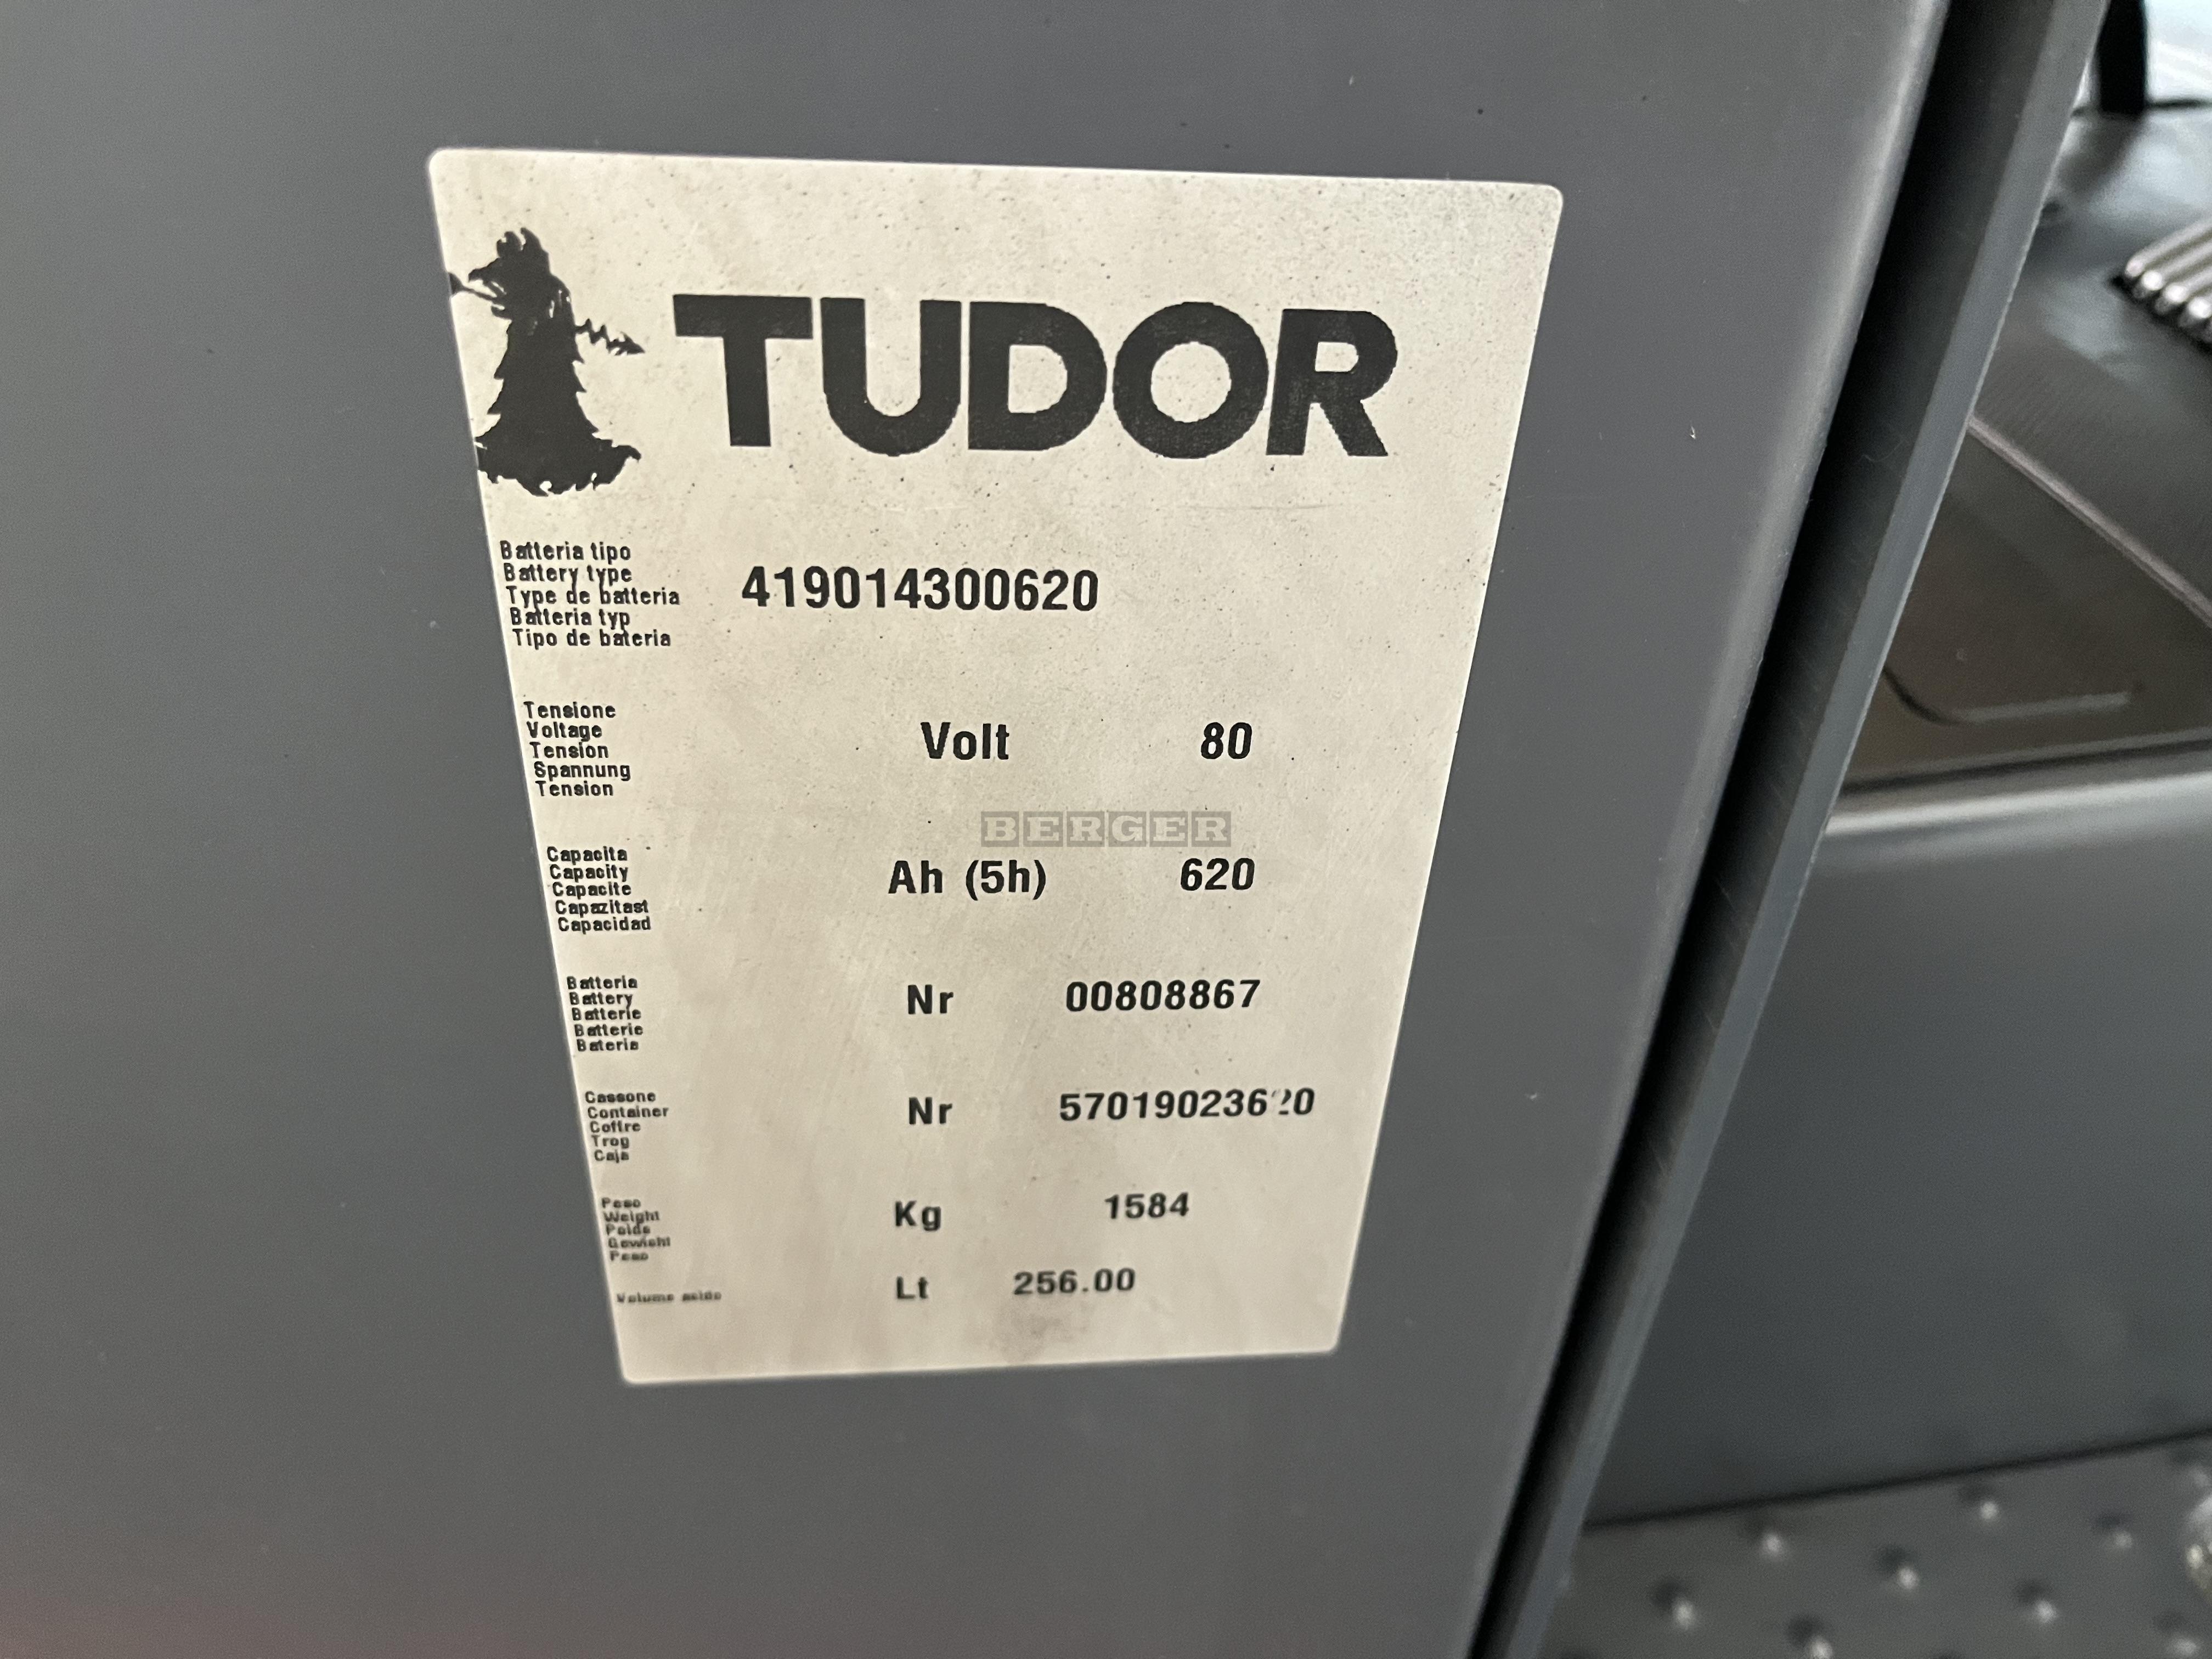 TUDOR
Batteria tipo
Battery type
Type de batteria
Batteria typ
Tipo de bateria
419014300620
Tensione
Voltage
Tension
Spannung
Tension
Volt 80
BERGER
Capacita
Capacity
Capacite
Capazitast
Capacidad
Ah (5h) 620
Batteria
Battery
Batterie
Batterie
Bateria
Nr 00808867
Cassone
Container
Coffre
Trog
Caja
Nr
Peso
Weight
Poids
Gewicht
Peso
Kg 1584
Volume acido
Lt 256.00